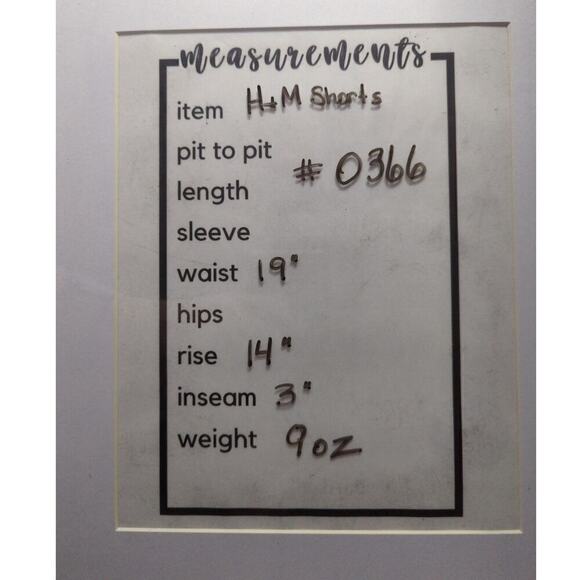 measurements
item H+M Shorts
pit to pit
# 0366
length
sleeve
waist 19"
hips
rise 14"
inseam 3"
weight 9oz